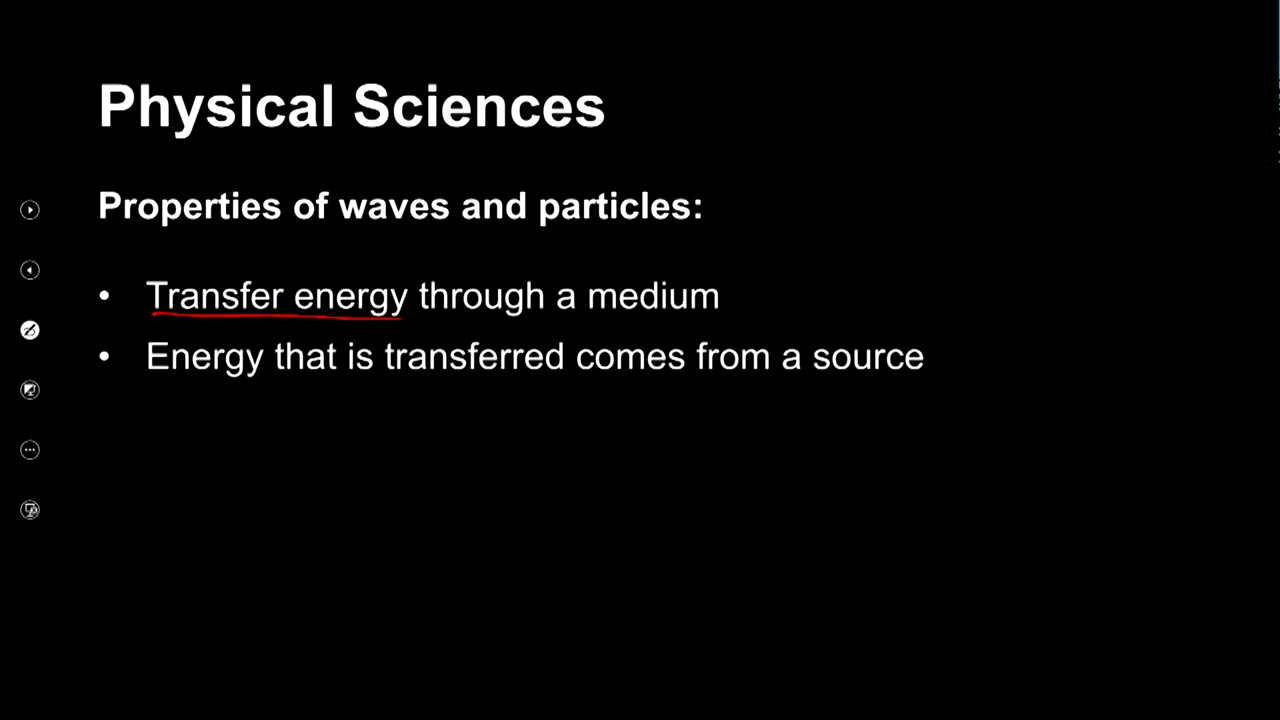 Physical Sciences
Properties of waves and particles:
• Transfer energy through a medium
• Energy that is transferred comes from a source